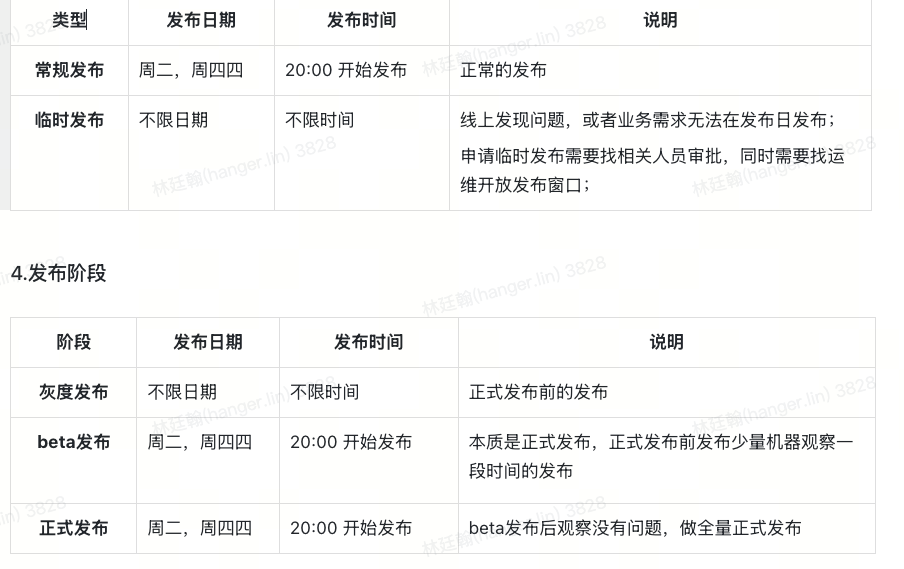 类型 发布日期 发布时间 说明
常规发布 周二，周四四 20:00 开始发布 正常的发布
临时发布 不限日期 不限时间 线上发现问题，或者业务需求无法在发布日发布；
申请临时发布需要找相关人员审批，同时需要找运
维开放发布窗口；
4.发布阶段
阶段 发布日期 发布时间 说明
灰度发布 不限日期 不限时间 正式发布前的发布
beta发布 周二，周四四 20:00 开始发布 本质是正式发布，正式发布前发布少量机器观察一
段时间的发布
正式发布 周二，周四四 20:00 开始发布 beta发布后观察没有问题，做全量正式发布
林廷翰(hanger.lin) 3828